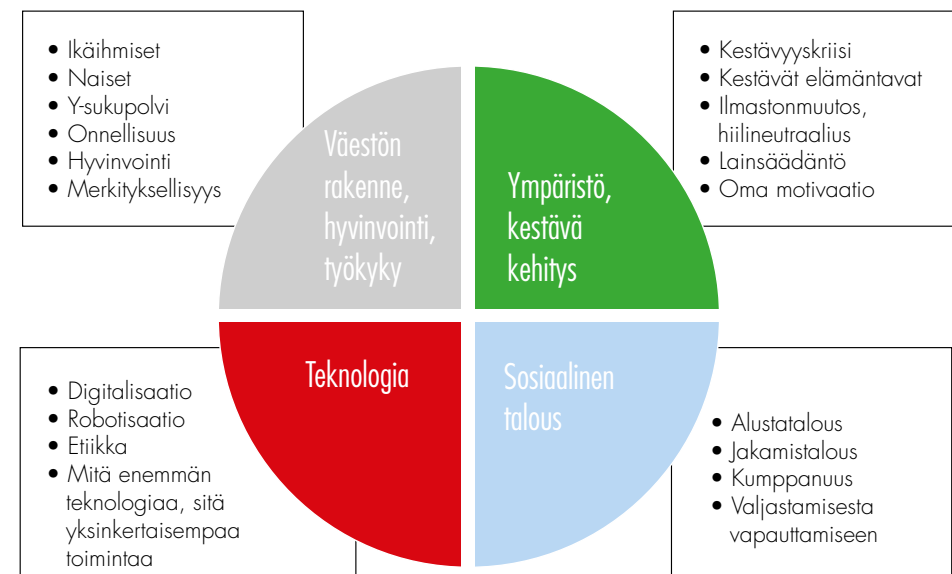 • Ikäihmiset
• Naiset
• Y-sukupolvi
• Onnellisuus
• Hyvinvointi
• Merkityksellisyys
Väestön
rakenne,
hyvinvointi,
työkyky
Ympäristö,
kestävä
kehitys
• Kestävyyskriisi
• Kestävät elämäntavat
• Ilmastonmuutos,
hiilineutraalius
• Lainsäädäntö
• Oma motivaatio
• Digitalisaatio
• Robotisaatio
• Etiikka
• Mitä enemmän
teknologiaa, sitä
yksinkertaisempaa
toimintaa
Teknologia
Sosiaalinen
talous
• Alustatalous
• Jakamistalous
• Kumppanuus
• Valjastamisesta
vapauttamiseen